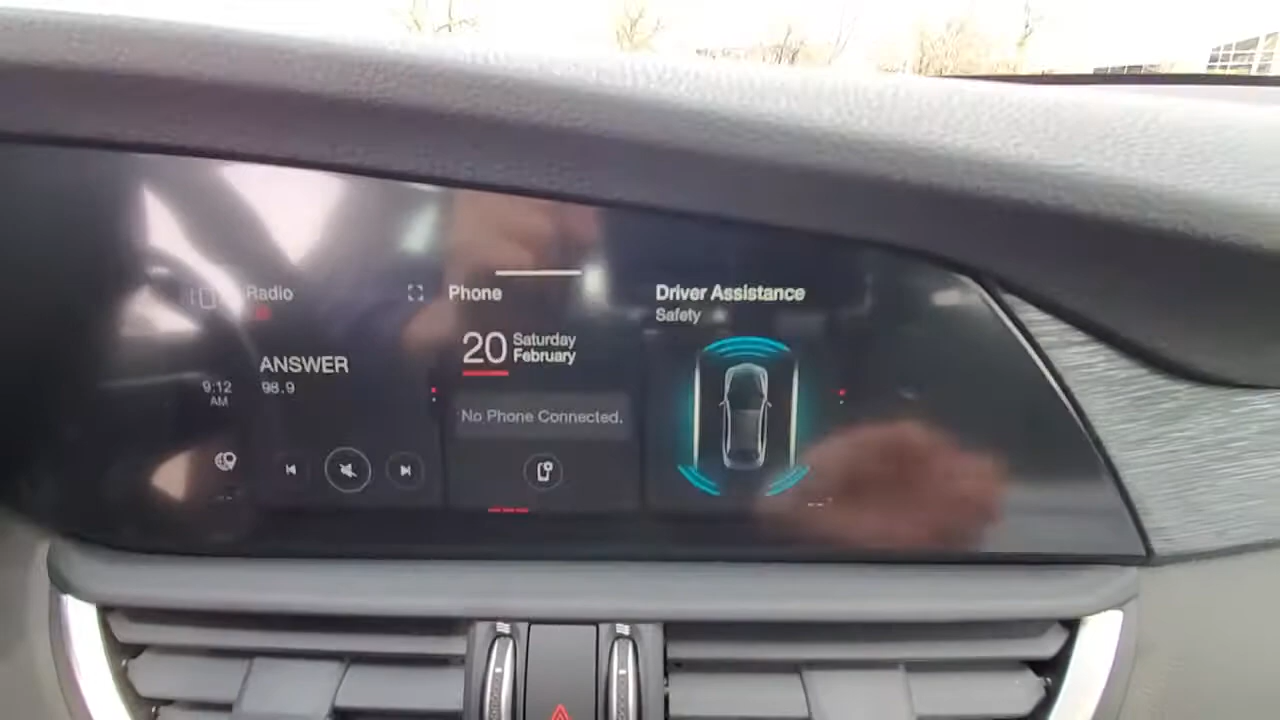 Radio
ANSWER
98.9
9:12
AM
Phone
20
Saturday
February
No Phone Connected.
Driver Assistance
Safety